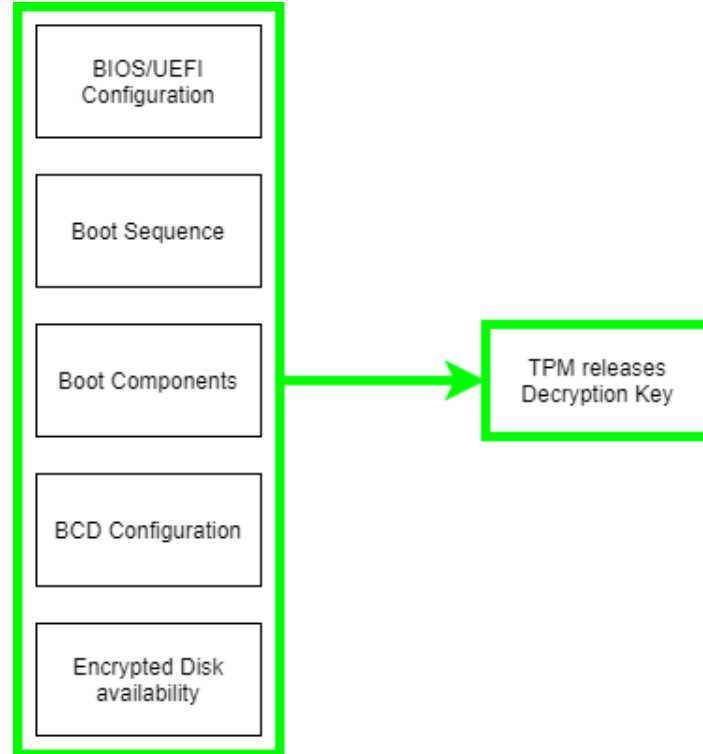 BIOS/UEFI
Configuration
Boot Sequence
Boot Components
TPM releases
Decryption Key
BCD Configuration
Encrypted Disk
availability